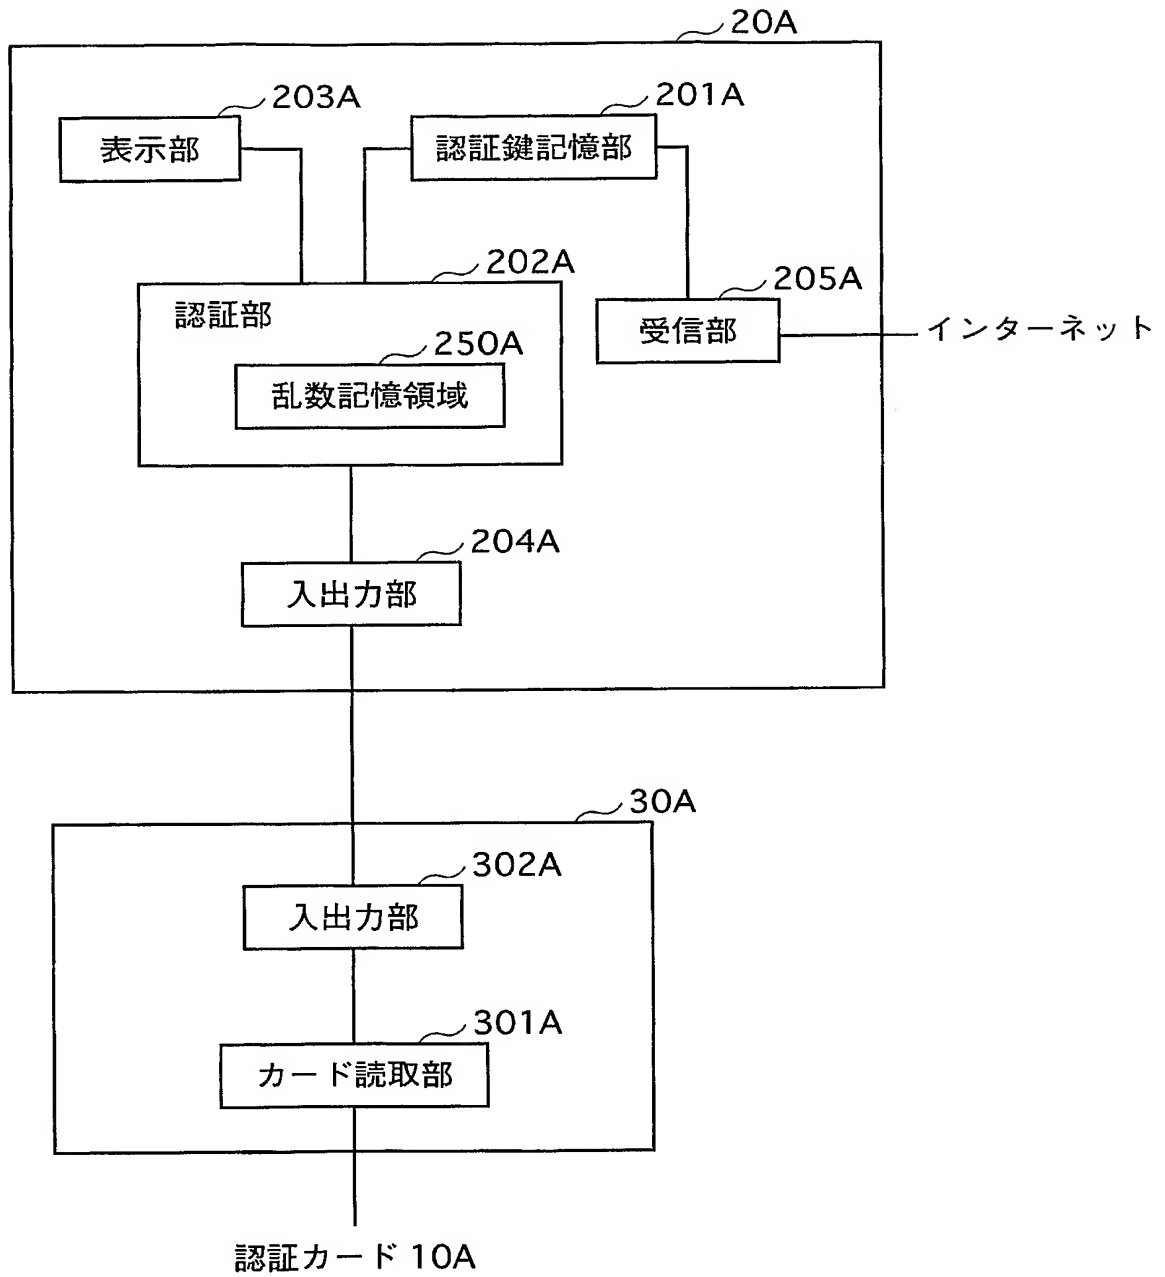 20A
203A
201A
表示部
認証鍵記憶部
202A
205A
認証部
受信部
インターネット
250A
乱数記憶領域
204A
入出力部
30A
302A
入出力部
301A
カード読取部
認証カード 10A